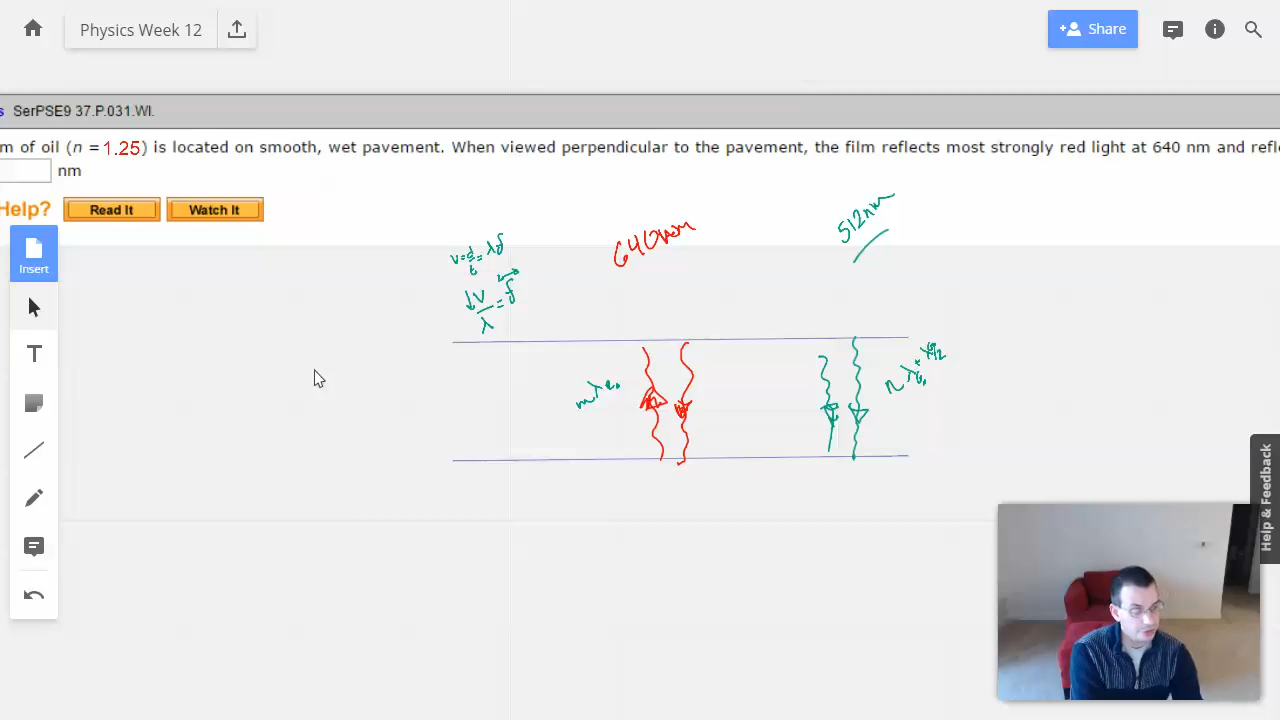 Physics Week 12
Share
s SerPSE9 37.P.031.WI.
m of oil (n = 1.25) is located on smooth, wet pavement. When viewed perpendicular to the pavement, the film reflects most strongly red light at 640 nm and refle
nm
Help?
Read It
Watch It
Insert
T
640nm
512nm
Help & Feedback